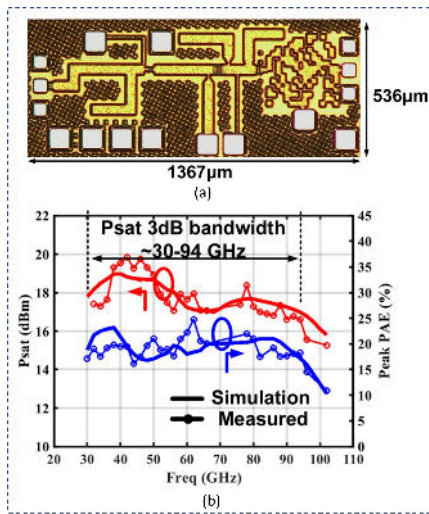 536μm
1367μm
(a)
Psat 3dB bandwidth
~30-94 GHz
Psat (dBm)
22
20
18
16
14
12
10
45
40
35
30
25
20
15
10
5
0
Peak PAE (%)
Simulation
Measured
20 30 40 50 60 70 80 90 100 110
Freq (GHz)
(b)